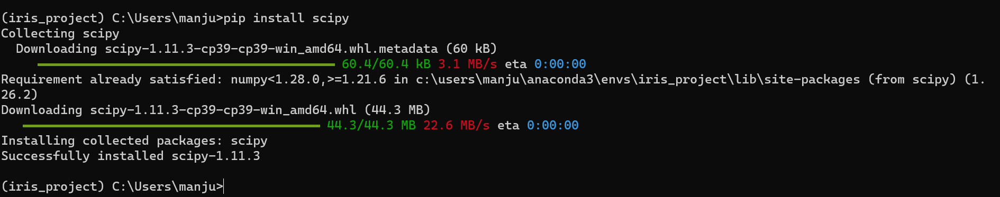 (iris_project) C:\Users\manju>pip install scipy
Collecting scipy
  Downloading scipy-1.11.3-cp39-cp39-win_amd64.whl.metadata (60 kB)
60.4/60.4 kB 3.1 MB/s eta 0:00:00
Requirement already satisfied: numpy<1.28.0,>=1.21.6 in c:\users\manju\anaconda3\envs\iris_project\lib\site-packages (from scipy) (1.
26.2)
Downloading scipy-1.11.3-cp39-cp39-win_amd64.whl (44.3 MB)
44.3/44.3 MB 22.6 MB/s eta 0:00:00
Installing collected packages: scipy
Successfully installed scipy-1.11.3
(iris_project) C:\Users\manju>